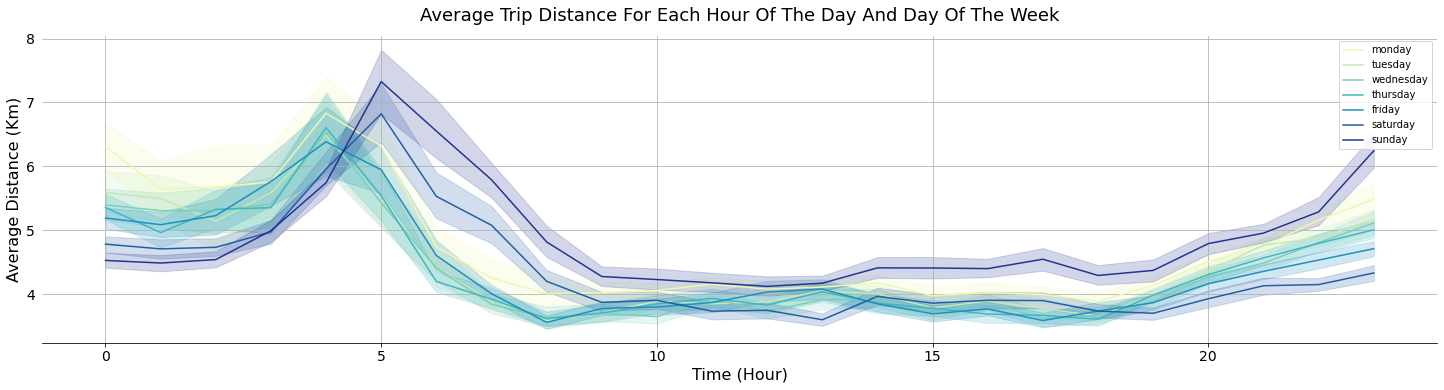 Average Trip Distance For Each Hour Of The Day And Day Of The Week
8
7
6
5
4
Average Distance (Km)
monday
tuesday
wednesday
thursday
friday
saturday
sunday
0
5
10
15
20
Time (Hour)